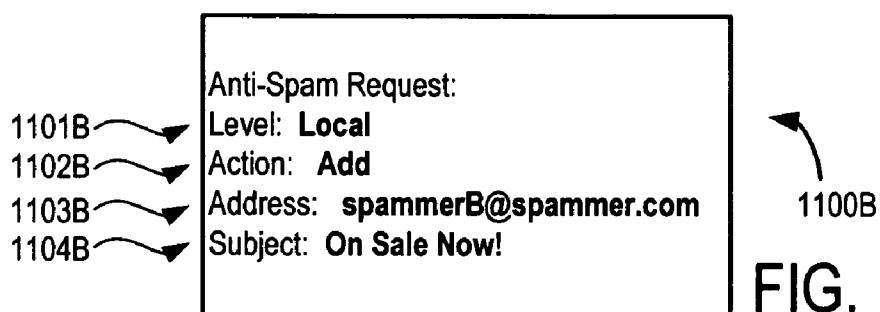 Anti-Spam Request:
1101B Level: Local
1102B Action: Add
1103B Address: spammerB@spammer.com 1100B
1104B Subject: On Sale Now!
FIG.